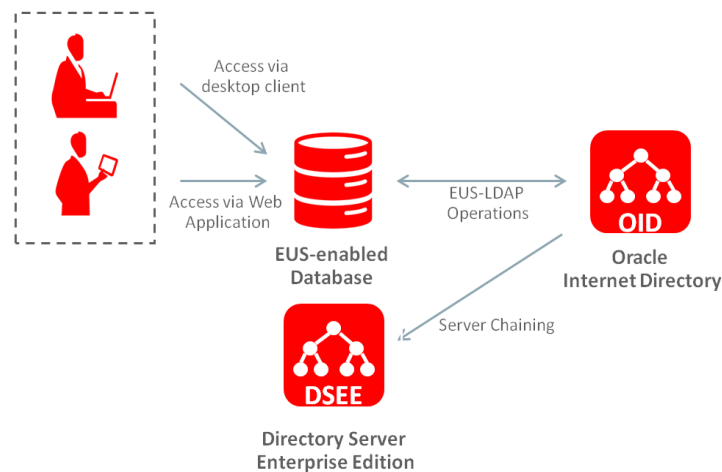 Access via
desktop client
Access via Web
Application
EUS-LDAP
Operations
OID
EUS-enabled
Database
Oracle
Internet Directory
Server Chaining
DSEE
Directory Server
Enterprise Edition